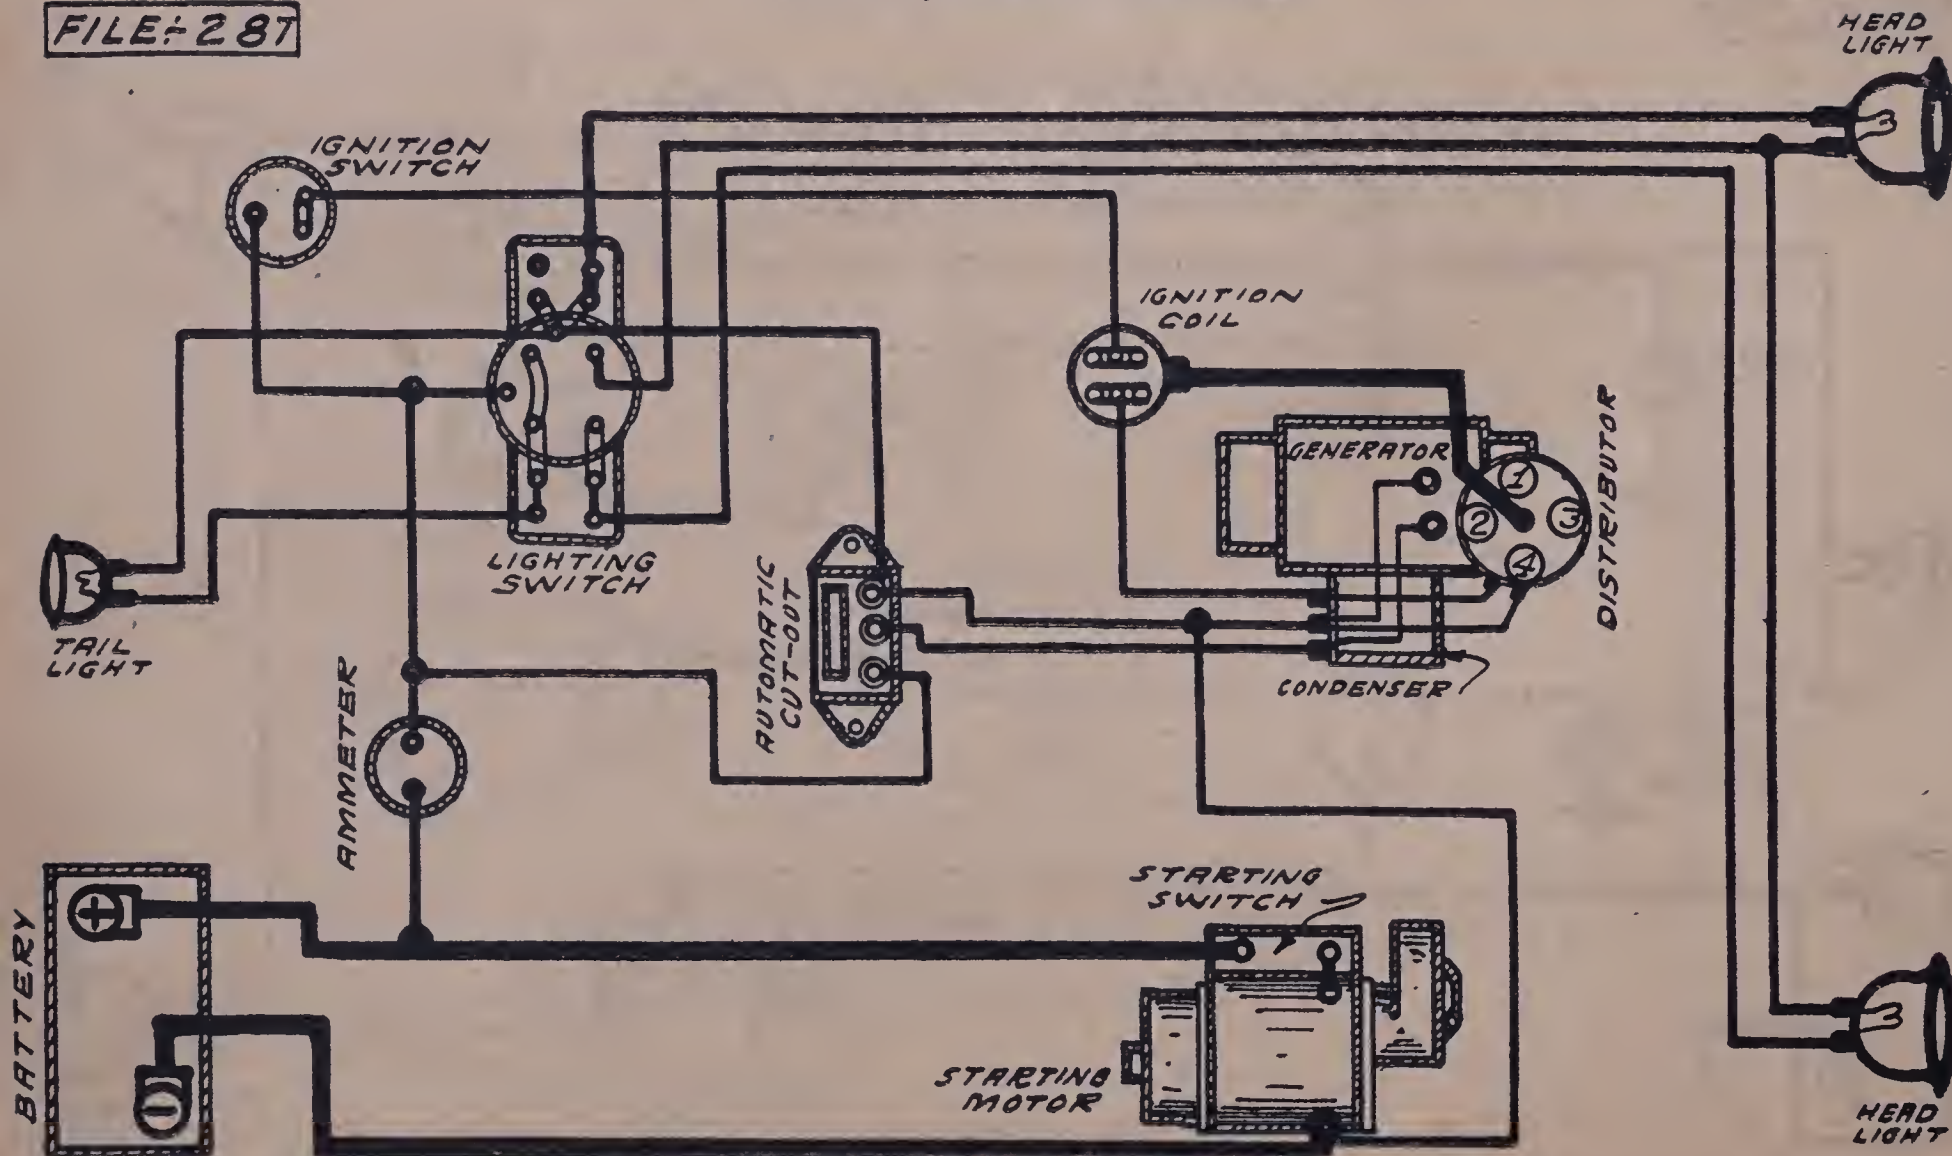 FILE÷287
HEAD
LIGHT
IGNITION
SWITCH
IGNITION
COIL
GENERATOR
1
2
3
4
DISTRIBUTOR
LIGHTING
SWITCH
TAIL
LIGHT
AUTOMATIC
CUT-OUT
CONDENSER
AMMETER
STARTING
SWITCH
BATTERY
+
-
STARTING
MOTOR
HEAD
LIGHT